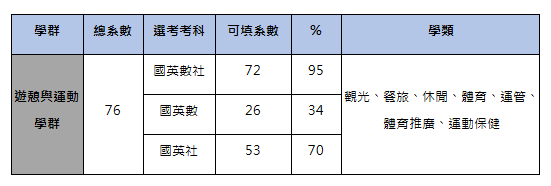 學群 總系數 選考考科 可填系數 % 學類
遊憩與運動
學群
76
國英數社 72 95
國英數 26 34
國英社 53 70
觀光、餐旅、休閒、體育、運管、
體育推廣、運動保健